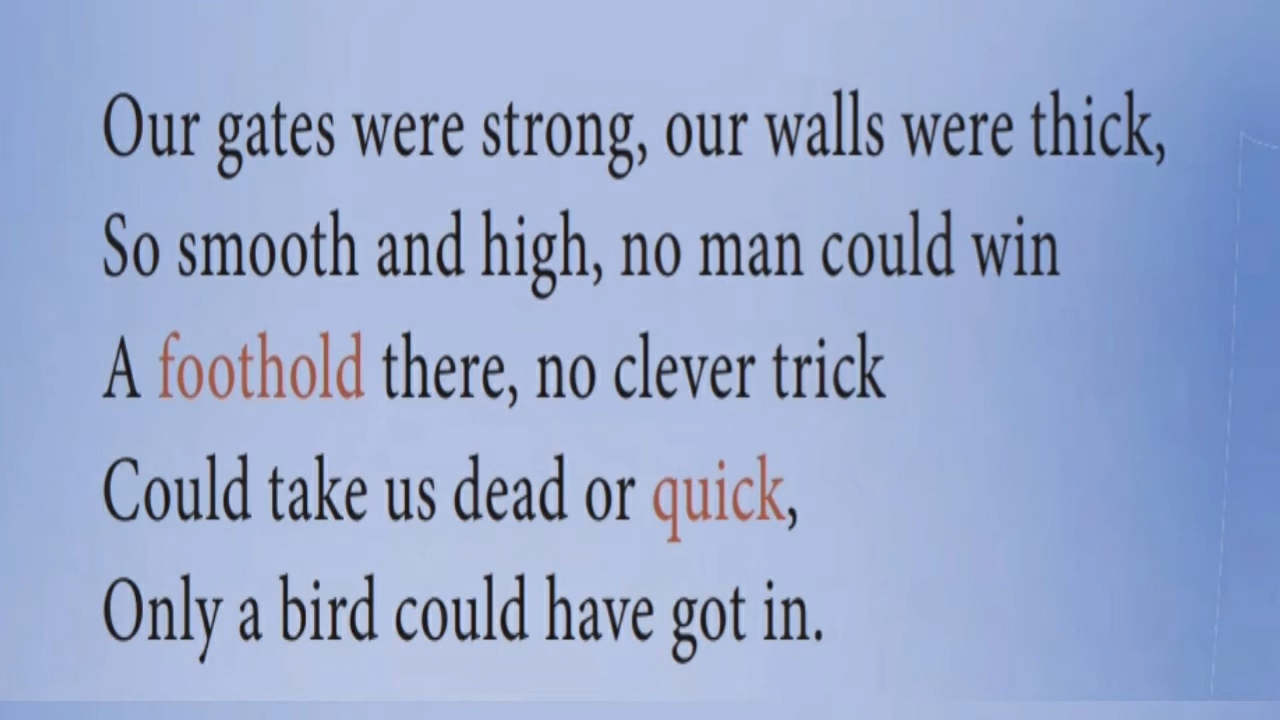 Our gates were strong, our walls were thick,
So smooth and high, no man could win
A foothold there, no clever trick
Could take us dead or quick,
Only a bird could have got in.